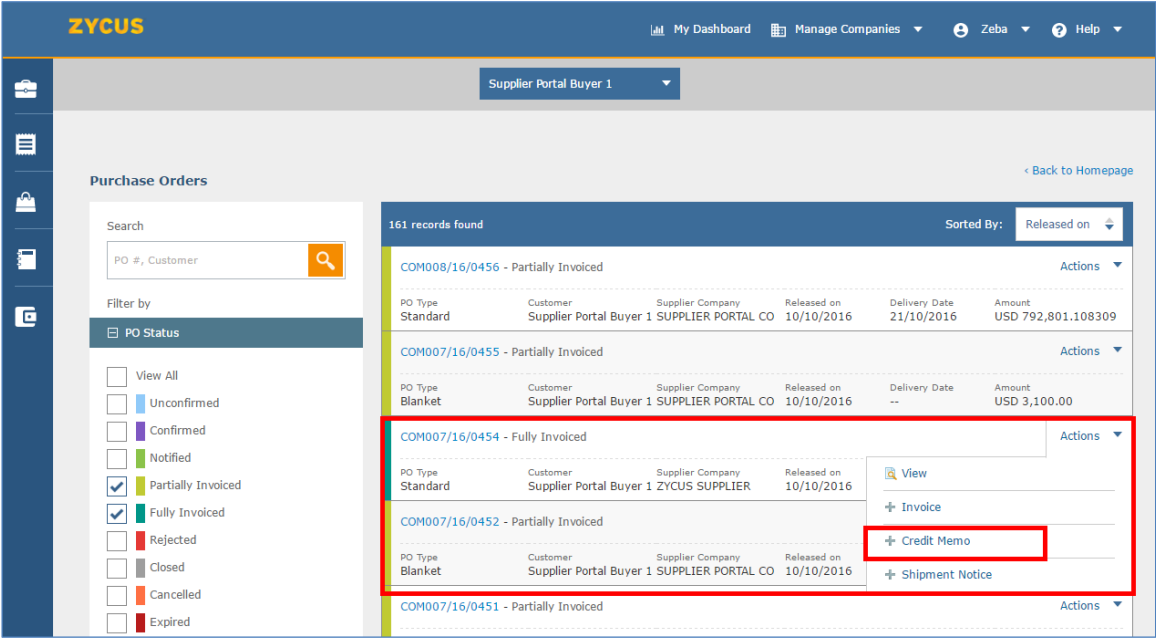 ZYCUS
My Dashboard Manage Companies Zeba Help
Supplier Portal Buyer 1
‹ Back to Homepage
Purchase Orders
Search
PO #, Customer
Filter by
PO Status
View All
Unconfirmed
Confirmed
Notified
Partially Invoiced
Fully Invoiced
Rejected
Closed
Cancelled
Expired
161 records found Sorted By: Released on
COM008/16/0456 - Partially Invoiced Actions
PO Type Customer Supplier Company Released on Delivery Date Amount
Standard Supplier Portal Buyer 1 SUPPLIER PORTAL CO 10/10/2016 21/10/2016 USD 792,801.108309
COM007/16/0455 - Partially Invoiced Actions
PO Type Customer Supplier Company Released on Delivery Date Amount
Blanket Supplier Portal Buyer 1 SUPPLIER PORTAL CO 10/10/2016 -- USD 3,100.00
COM007/16/0454 - Fully Invoiced Actions
PO Type Customer Supplier Company Released on
Standard Supplier Portal Buyer 1 ZYCUS SUPPLIER 10/10/2016
View
Invoice
Credit Memo
Shipment Notice
COM007/16/0452 - Partially Invoiced
PO Type Customer Supplier Company Released on
Blanket Supplier Portal Buyer 1 SUPPLIER PORTAL CO 10/10/2016
COM007/16/0451 - Partially Invoiced Actions